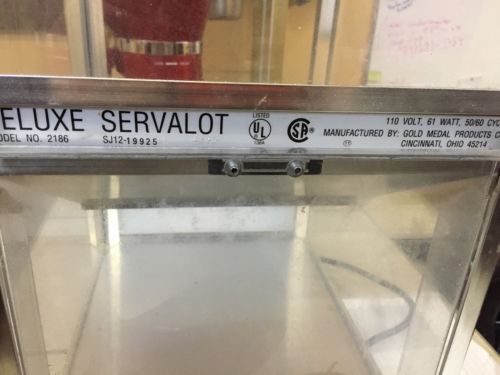 ELUXE SERVALOT
ODEL NO. 2186
SJ12-19925
LISTED
UL
SA
110 VOLT, 61 WATT, 50/60 CYC
MANUFACTURED BY: GOLD MEDAL PRODUCTS C
CINCINNATI, OHIO 45214